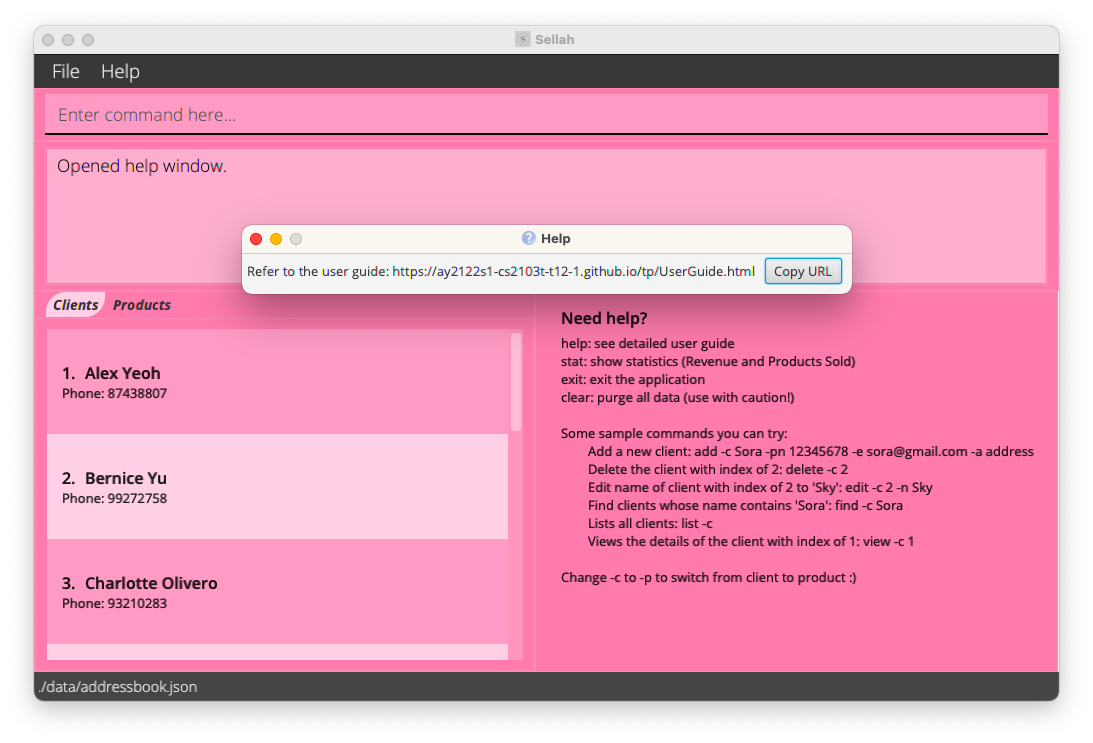 S Sellah
File Help
Enter command here...
Opened help window.
? Help
Refer to the user guide: https://ay2122s1-cs2103t-t12-1.github.io/tp/UserGuide.html Copy URL
Clients Products
1. Alex Yeoh
Phone: 87438807
2. Bernice Yu
Phone: 99272758
3. Charlotte Olivero
Phone: 93210283
Need help?
help: see detailed user guide
stat: show statistics (Revenue and Products Sold)
exit: exit the application
clear: purge all data (use with caution!)
Some sample commands you can try:
Add a new client: add -c Sora -pn 12345678 -e sora@gmail.com -a address
Delete the client with index of 2: delete -c 2
Edit name of client with index of 2 to 'Sky': edit -c 2 -n Sky
Find clients whose name contains 'Sora': find -c Sora
Lists all clients: list -c
Views the details of the client with index of 1: view -c 1
Change -c to -p to switch from client to product :)
./data/addressbook.json